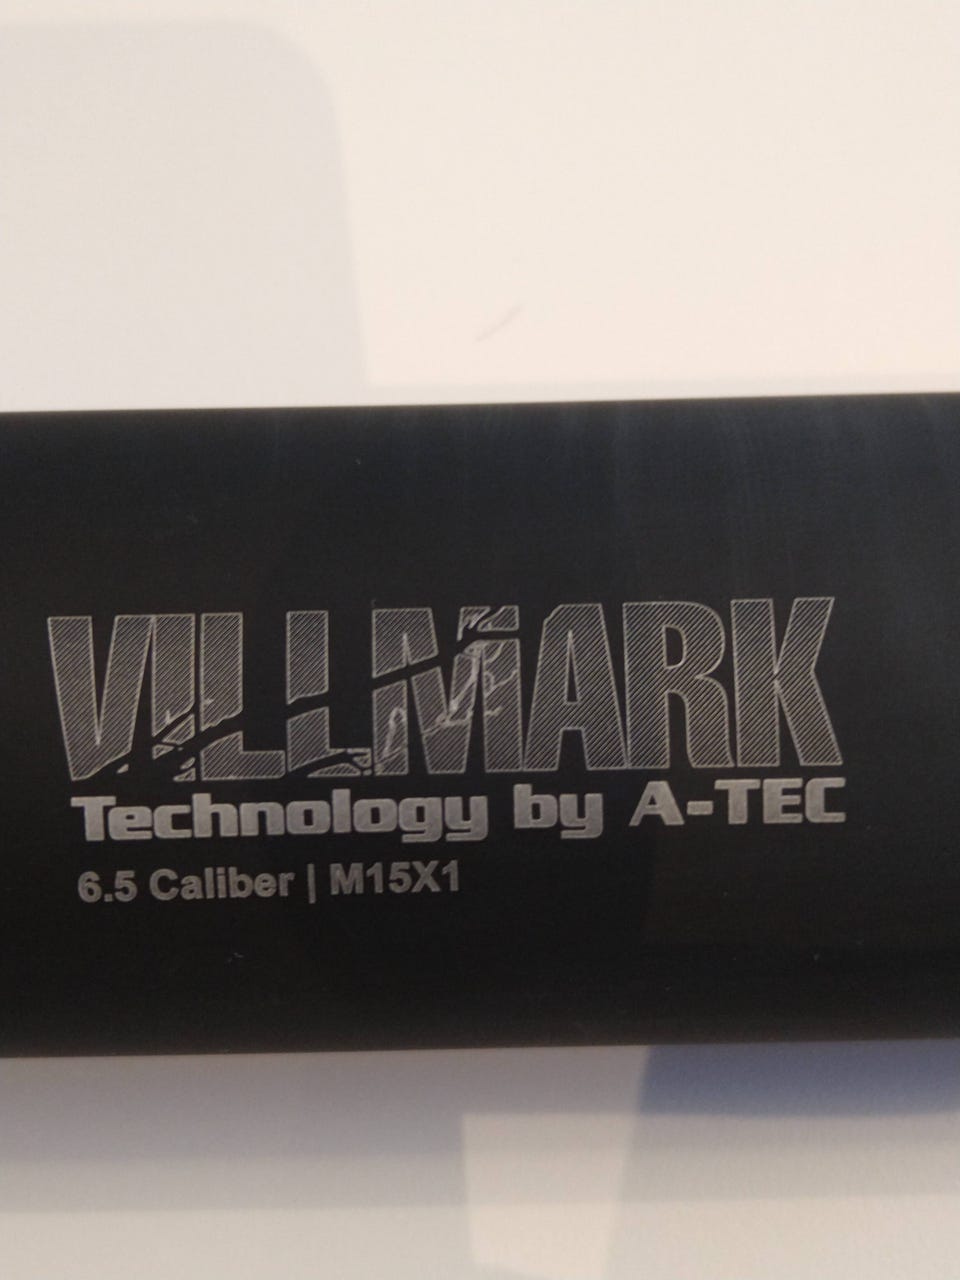 VILLMARK
Technology by A-TEC
6.5 Caliber | M15X1